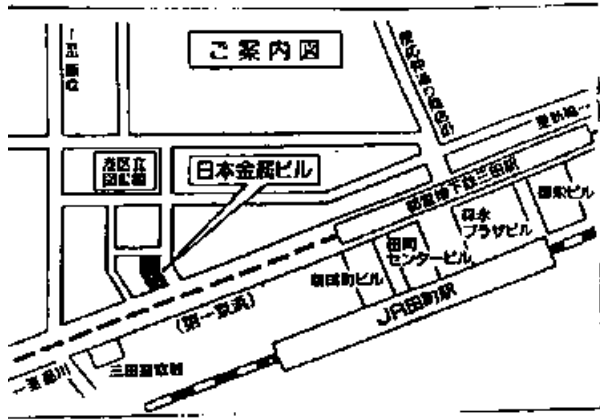 ご案内図
港区立
図書館
日本金属ビル
都営地下鉄三田駅
森永
プラザビル
田町
センタービル
新田町ビル
JR田町駅
(第一京浜)
三田警察署